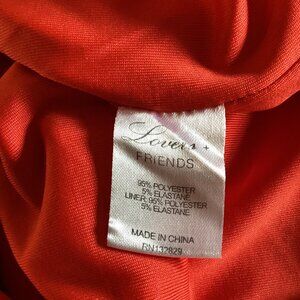 Lovers +
FRIENDS
95% POLYESTER
5% ELASTANE
LINER: 95% POLYESTER
5% ELASTANE
MADE IN CHINA
RN132829